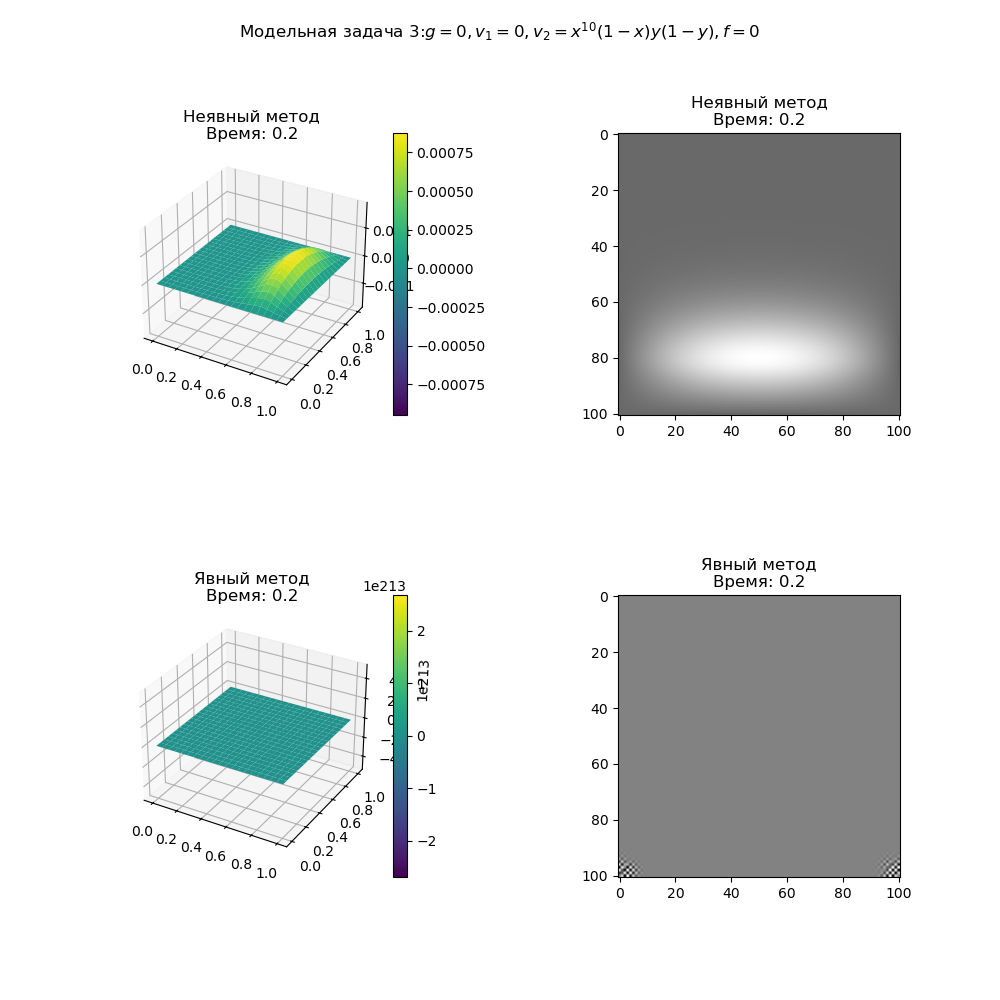 Модельная задача 3:g = 0, v₁ = 0, v₂ = x¹⁰(1 − x)y(1 − y), f = 0
Неявный метод
Время: 0.2
0.00075
0.00050
0.00025
0.00000
−0.00025
−0.00050
−0.00075
0.0 0.2 0.4 0.6 0.8 1.0
0.0 0.2 0.4 0.6 0.8 1.0
Неявный метод
Время: 0.2
0
20
40
60
80
100
0 20 40 60 80 100
Явный метод
Время: 0.2
1e213
2
0
−1
−2
1e213
0.0 0.2 0.4 0.6 0.8 1.0
0.0 0.2 0.4 0.6 0.8 1.0
Явный метод
Время: 0.2
0
20
40
60
80
100
0 20 40 60 80 100